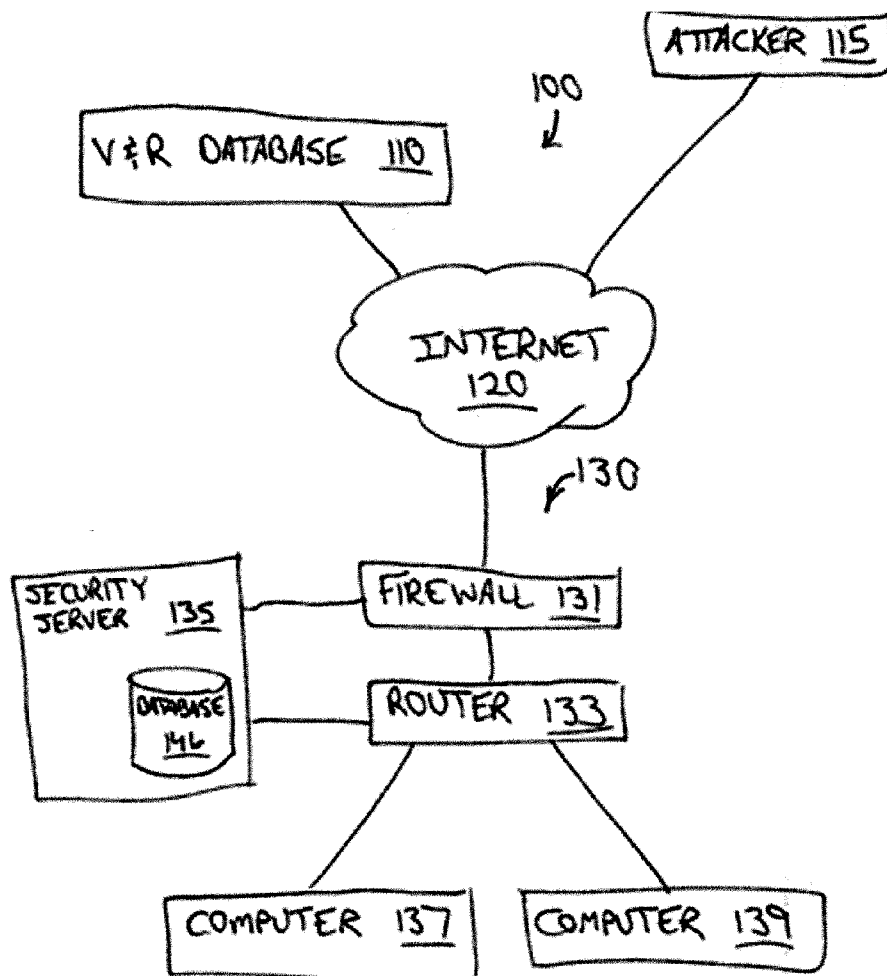 ATTACKER 115
100
V & R DATABASE 110
INTERNET
120
130
SECURITY
SERVER 135
FIREWALL 131
DATABASE
146
ROUTER 133
COMPUTER 137
COMPUTER 139